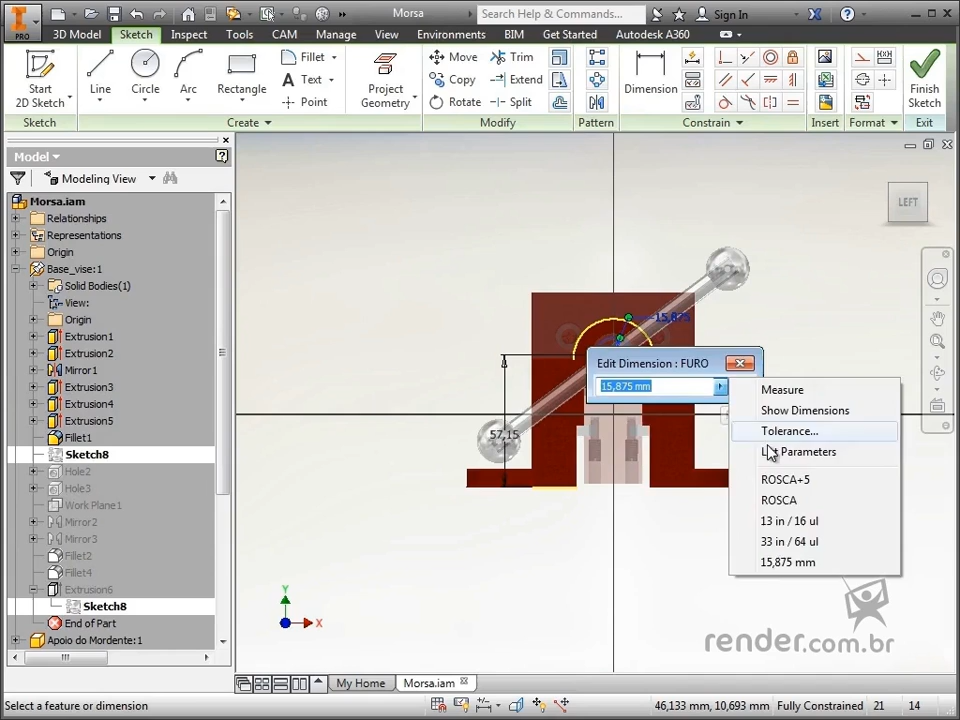 PRO
Morsa
Search Help & Commands...
Sign In
3D Model
Sketch
Inspect
Tools
CAM
Manage
View
Environments
BIM
Get Started
Autodesk A360
Start
2D Sketch
Line
Circle
Arc
Rectangle
Fillet
Text
Point
Project
Geometry
Move
Copy
Rotate
Trim
Extend
Split
Dimension
Finish
Sketch
Sketch
Create
Modify
Pattern
Constrain
Insert
Format
Exit
Model
Modeling View
Morsa.iam
Relationships
Representations
Origin
Base_vise:1
Solid Bodies(1)
View:
Origin
Extrusion1
Extrusion2
Mirror1
Extrusion3
Extrusion4
Extrusion5
Fillet1
Sketch8
Hole2
Hole3
Work Plane1
Mirror2
Mirror3
Fillet2
Fillet4
Extrusion6
Sketch8
End of Part
Apoio do Mordente:1
LEFT
15,875
57,15
Edit Dimension : FURO
15,875 mm
Measure
Show Dimensions
Tolerance...
Parameters
ROSCA+5
ROSCA
13 in / 16 ul
33 in / 64 ul
15,875 mm
Y
X
render.com.br
My Home
Morsa.iam
Select a feature or dimension
46,133 mm, 10,693 mm
Fully Constrained
21
14